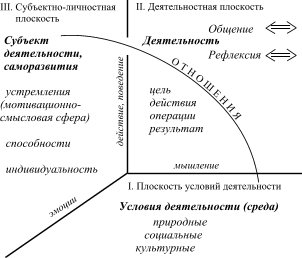 III. Субъектно-личностная
плоскость
Субъект
деятельности,
саморазвития
устремления
(мотивационно-
смысловая сфера)
способности
индивидуальность
II. Деятельностная плоскость
Общение
Деятельность
Рефлексия
ОТНОШЕНИЯ
цель
действия
операции
результат
действие, поведение
мышление
эмоции
I. Плоскость условий деятельности
Условия деятельности (среда)
природные
социальные
культурные